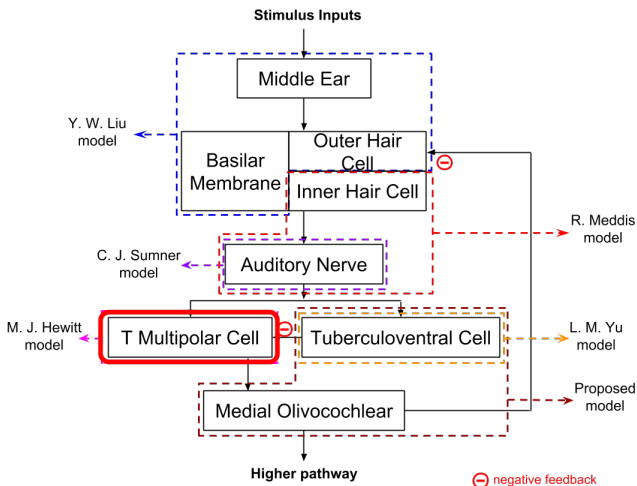 Stimulus Inputs
Middle Ear
Y. W. Liu
model
Basilar
Membrane
Outer Hair
Cell
Inner Hair Cell
R. Meddis
model
C. J. Sumner
model
Auditory Nerve
M. J. Hewitt
model
T Multipolar Cell
Tuberculoventral Cell
L. M. Yu
model
Proposed
model
Medial Olivocochlear
Higher pathway
negative feedback